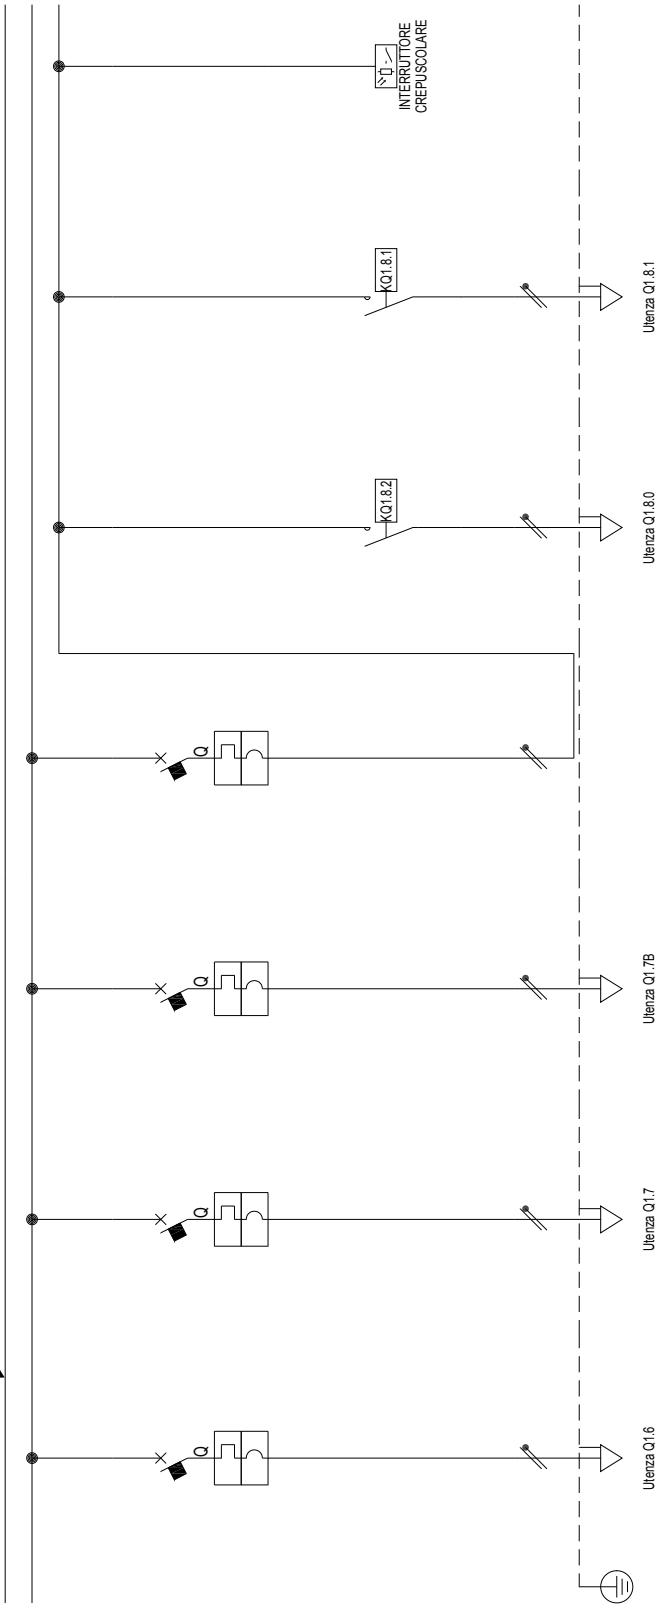 INTERRUTTORE
CREPUSCOLARE
KQ1.8.1
Utenza Q1.8.1
KQ1.8.2
Utenza Q1.8.0
Q
Q
Utenza Q1.7B
Q
Utenza Q1.7
Q
Utenza Q1.6